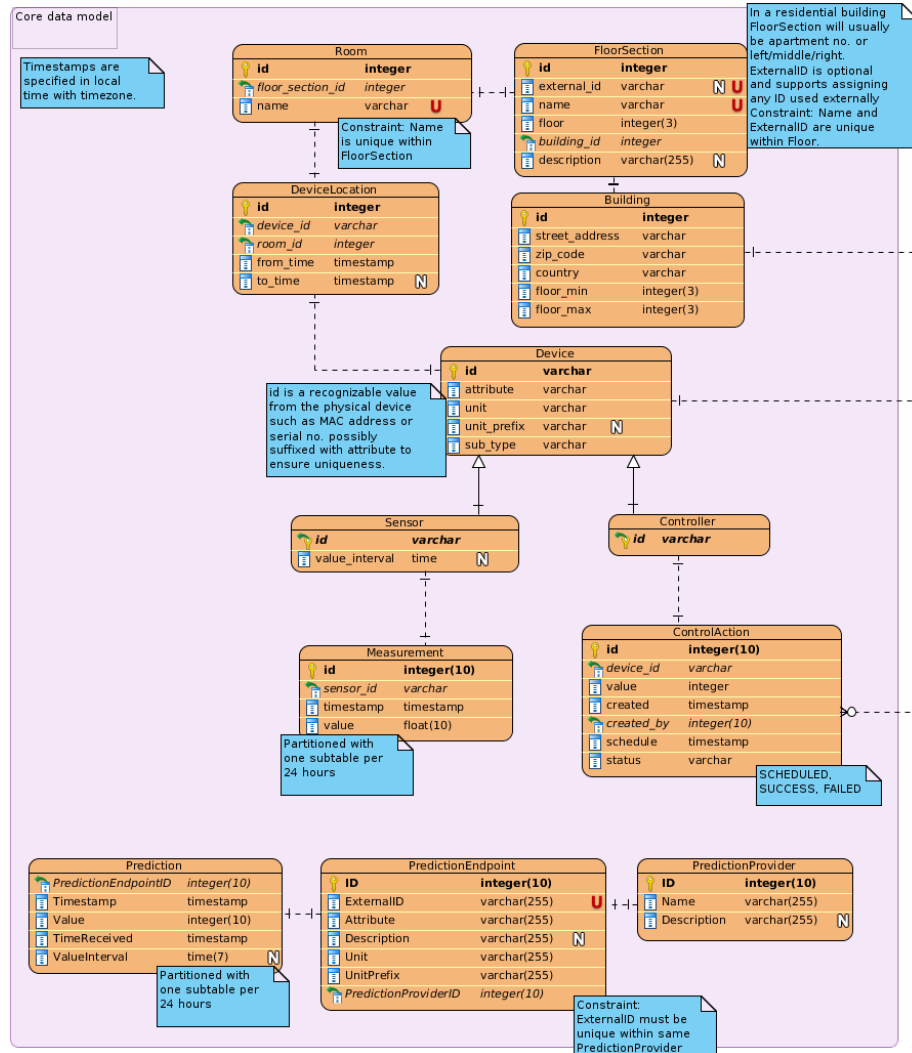 Core data model
Timestamps are
specified in local
time with timezone.
Room
id integer
floor_section_id integer
name varchar U
Constraint: Name
is unique within
FloorSection
FloorSection
id integer
external_id varchar N U
name varchar U
floor integer(3)
building_id integer
description varchar(255) N
In a residential building
FloorSection will usually
be apartment no. or
left/middle/right.
ExternalID is optional
and supports assigning
any ID used externally
Constraint: Name and
ExternalID are unique
within Floor.
DeviceLocation
id integer
device_id varchar
room_id integer
from_time timestamp
to_time timestamp N
Building
id integer
street_address varchar
zip_code varchar
country varchar
floor_min integer(3)
floor_max integer(3)
Device
id varchar
attribute varchar
unit varchar
unit_prefix varchar N
sub_type varchar
id is a recognizable value
from the physical device
such as MAC address or
serial no. possibly
suffixed with attribute to
ensure uniqueness.
Sensor
id varchar
value_interval time N
Controller
id varchar
Measurement
id integer(10)
sensor_id varchar
timestamp timestamp
value float(10)
Partitioned with
one subtable per
24 hours
ControlAction
id integer(10)
device_id varchar
value integer
created timestamp
created_by integer(10)
schedule timestamp
status varchar
SCHEDULED,
SUCCESS, FAILED
Prediction
PredictionEndpointID integer(10)
Timestamp timestamp
Value integer(10)
TimeReceived timestamp
ValueInterval time(7) N
Partitioned with
one subtable per
24 hours
PredictionEndpoint
ID integer(10)
ExternalID varchar(255) U
Attribute varchar(255)
Description varchar(255) N
Unit varchar(255)
UnitPrefix varchar(255)
PredictionProviderID integer(10)
Constraint:
ExternalID must be
unique within same
PredictionProvider
PredictionProvider
ID integer(10)
Name varchar(255)
Description varchar(255) N